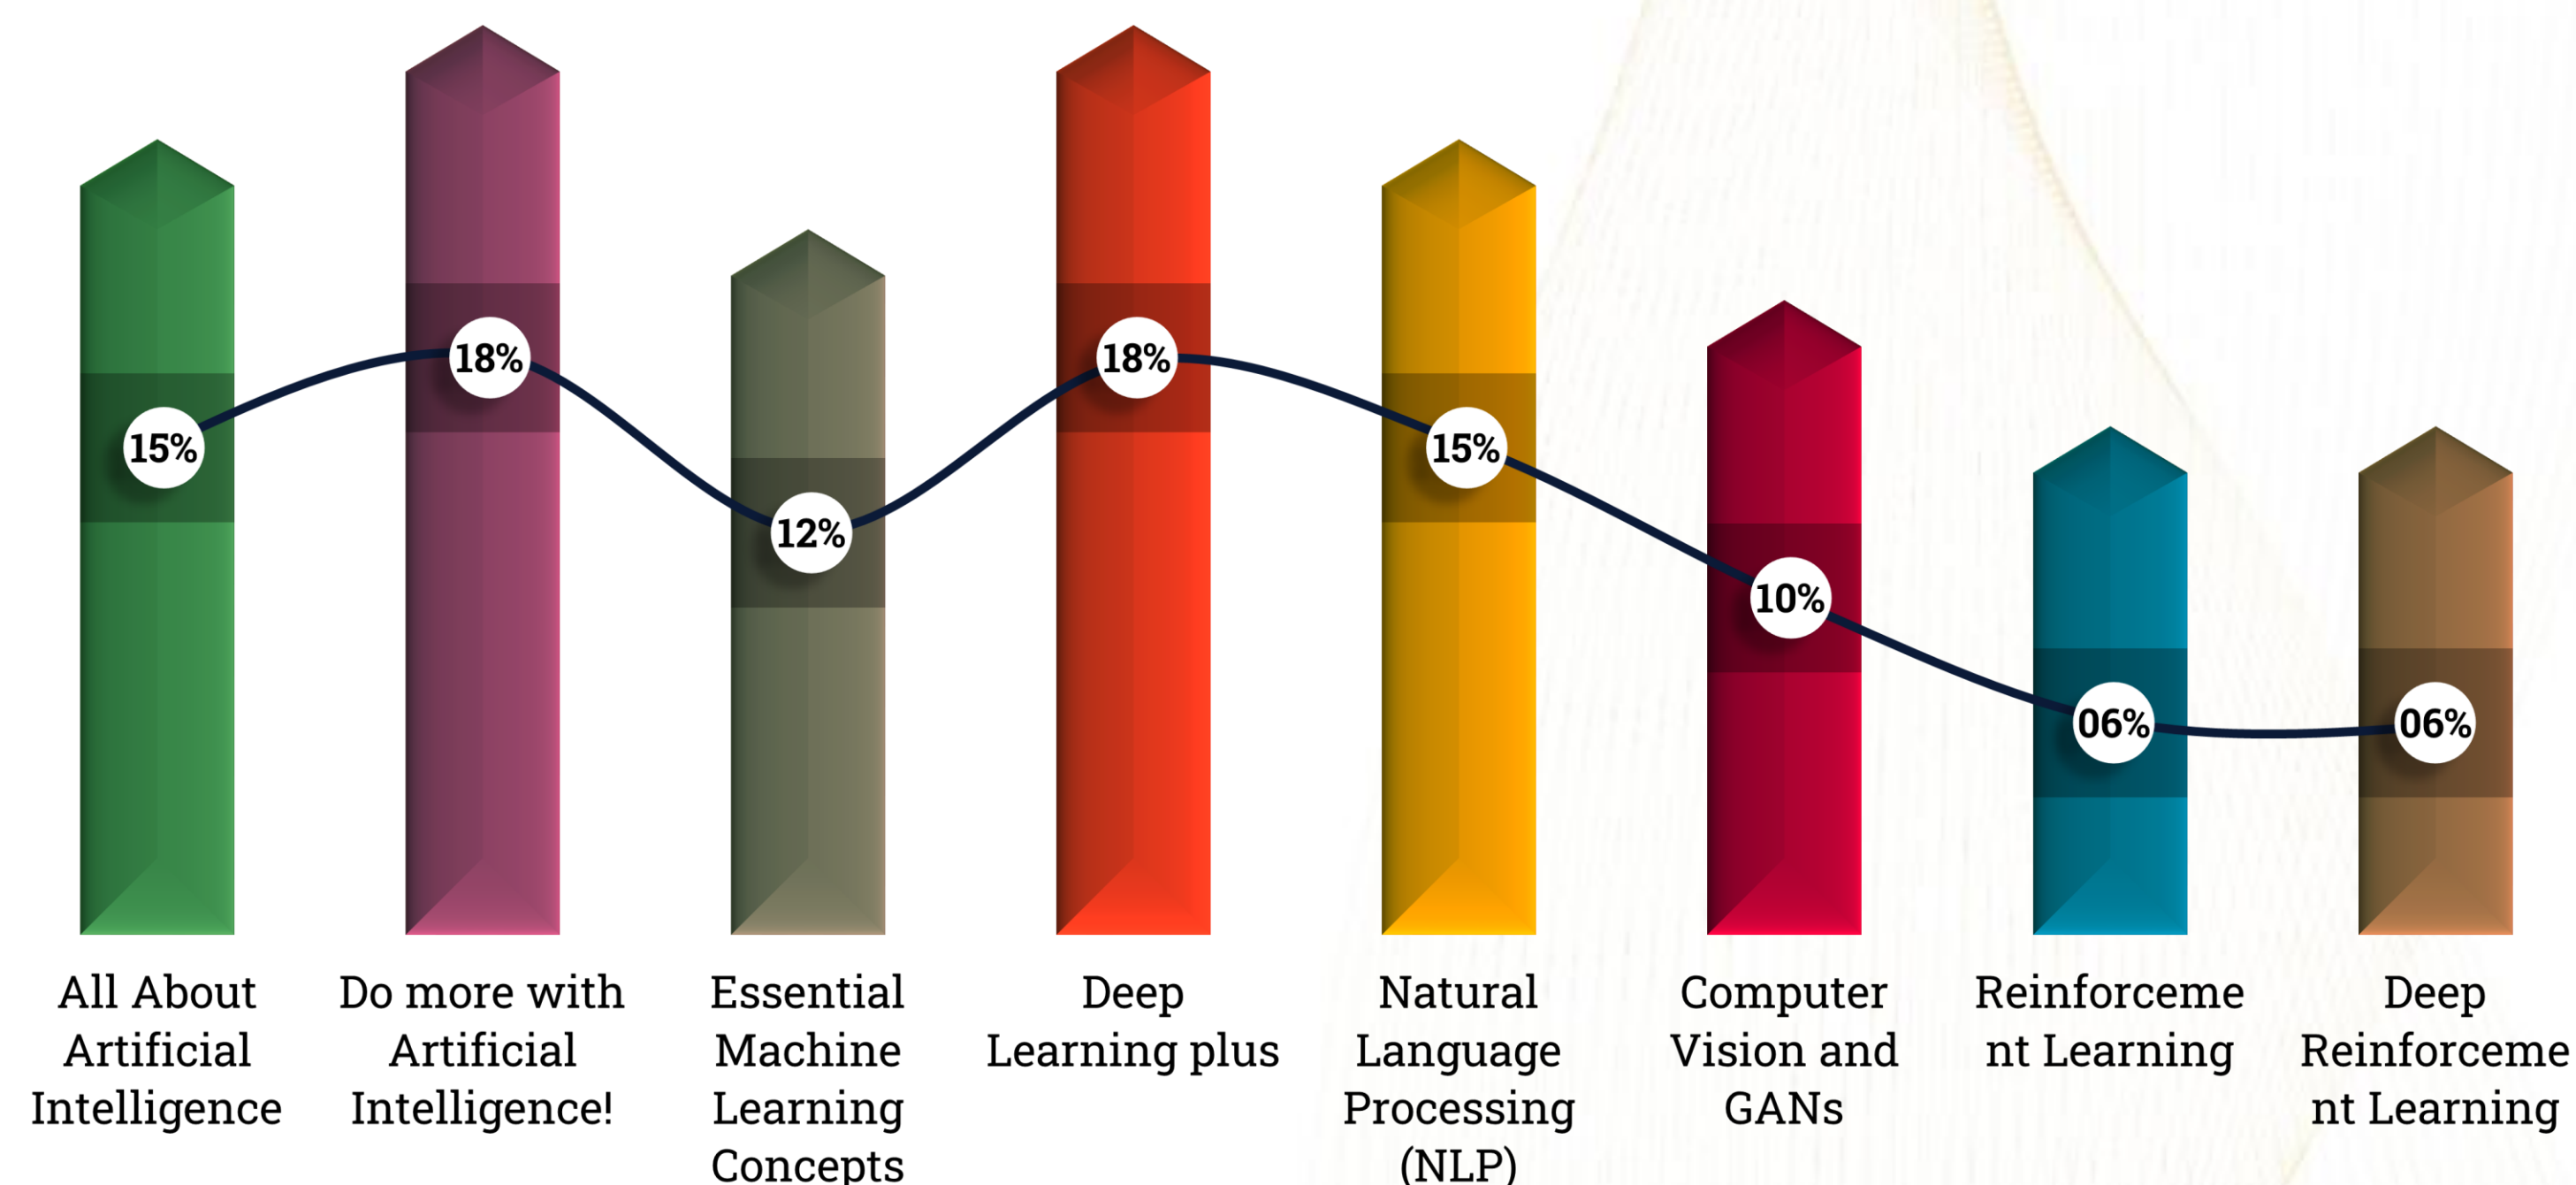 15%
18%
12%
18%
15%
10%
06%
06%
All About
Artificial
Intelligence
Do more with
Artificial
Intelligence!
Essential
Machine
Learning
Concepts
Deep
Learning plus
Natural
Language
Processing
(NLP)
Computer
Vision and
GANs
Reinforceme
nt Learning
Deep
Reinforceme
nt Learning